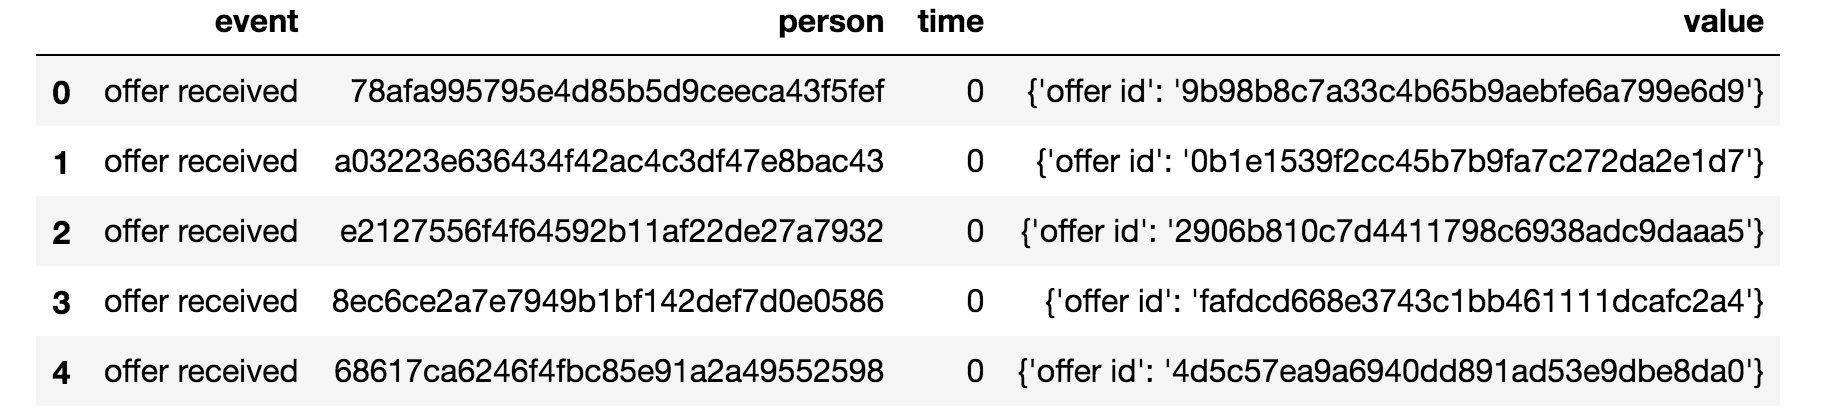 event person time value
0 offer received 78afa995795e4d85b5d9ceeca43f5fef 0 {'offer id': '9b98b8c7a33c4b65b9aebfe6a799e6d9'}
1 offer received a03223e636434f42ac4c3df47e8bac43 0 {'offer id': '0b1e1539f2cc45b7b9fa7c272da2e1d7'}
2 offer received e2127556f4f64592b11af22de27a7932 0 {'offer id': '2906b810c7d4411798c6938adc9daaa5'}
3 offer received 8ec6ce2a7e7949b1bf142def7d0e0586 0 {'offer id': 'fafdcd668e3743c1bb461111dcafc2a4'}
4 offer received 68617ca6246f4fbc85e91a2a49552598 0 {'offer id': '4d5c57ea9a6940dd891ad53e9dbe8da0'}